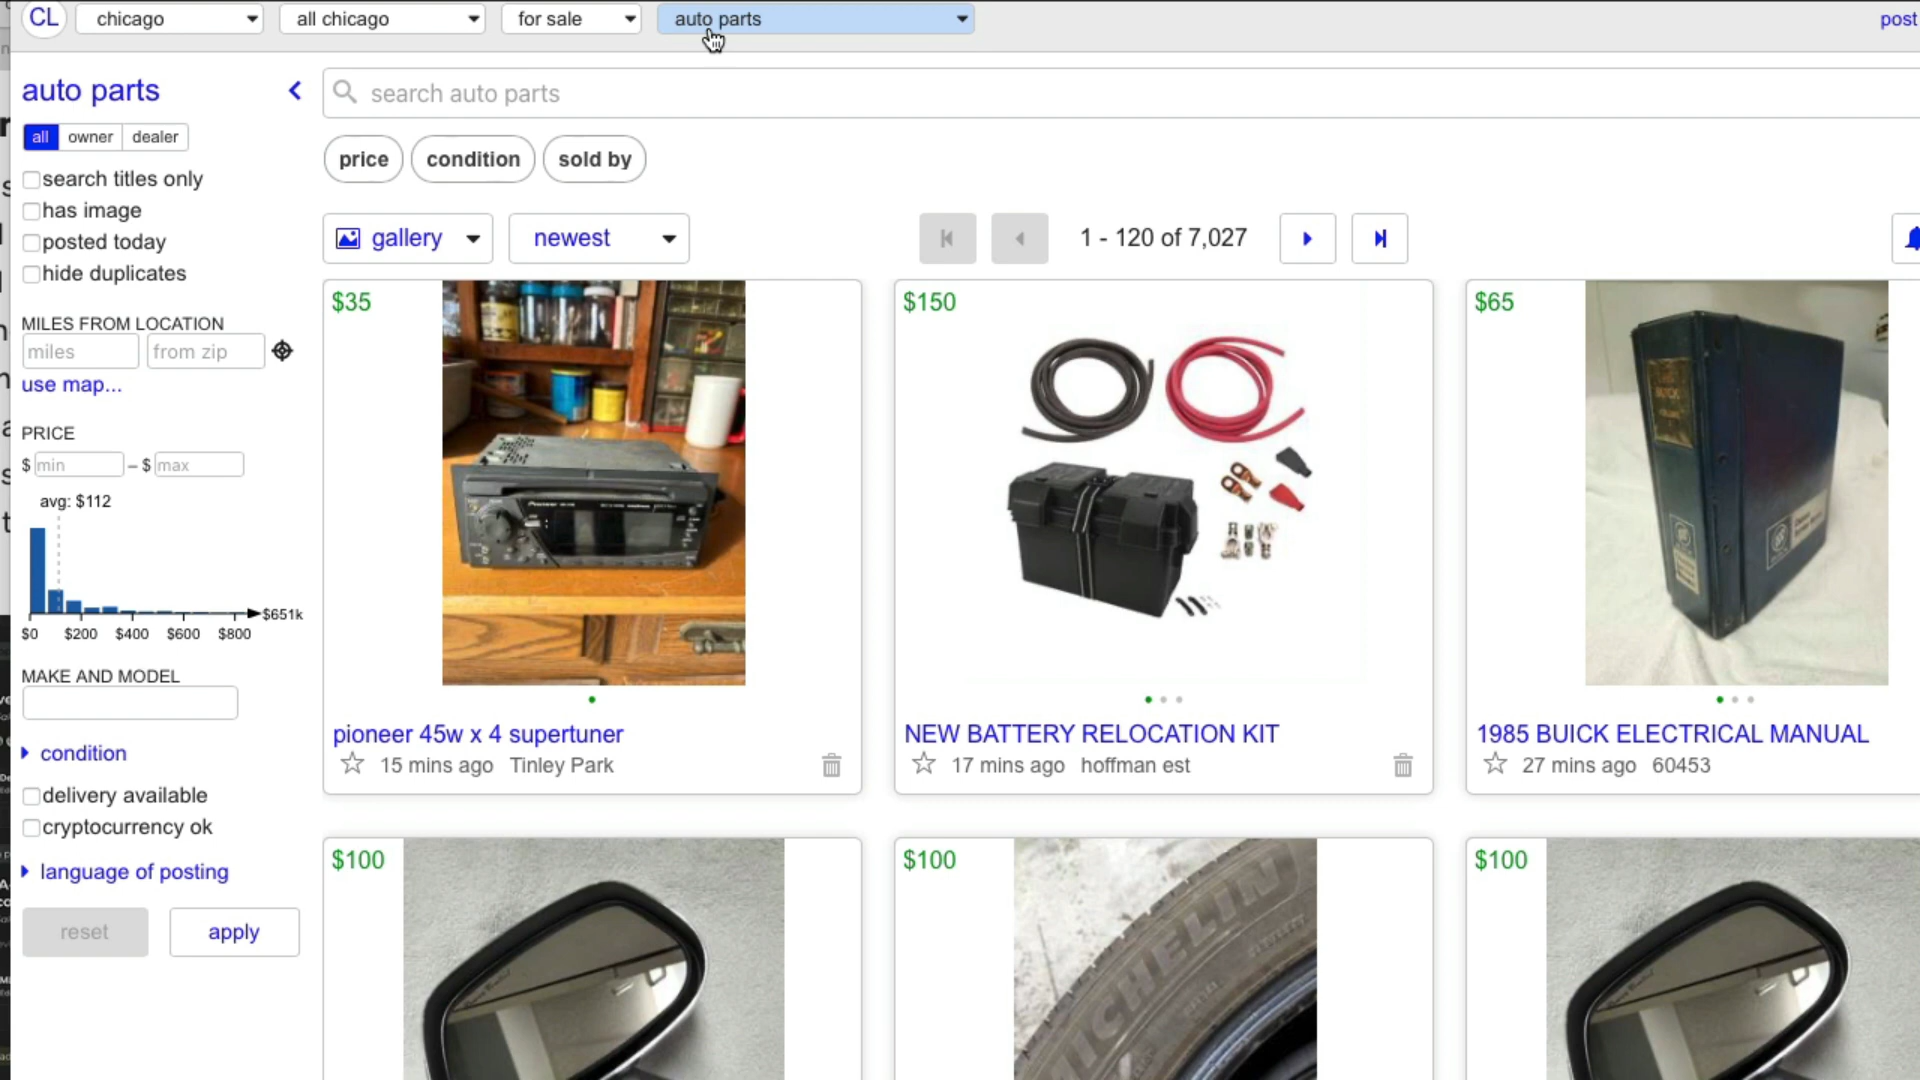 CL chicago all chicago for sale auto parts post
auto parts
search auto parts
all owner dealer
price condition sold by
search titles only
has image
posted today
hide duplicates
gallery newest 1 - 120 of 7,027
MILES FROM LOCATION
miles from zip
use map...
PRICE
$ min – $ max
avg: $112
$651k
$0 $200 $400 $600 $800
MAKE AND MODEL
condition
delivery available
cryptocurrency ok
language of posting
reset apply
$35
pioneer 45w x 4 supertuner
15 mins ago Tinley Park
$150
NEW BATTERY RELOCATION KIT
17 mins ago hoffman est
$65
BUICK
1985 BUICK ELECTRICAL MANUAL
27 mins ago 60453
$100
$100
MICHELIN
$100